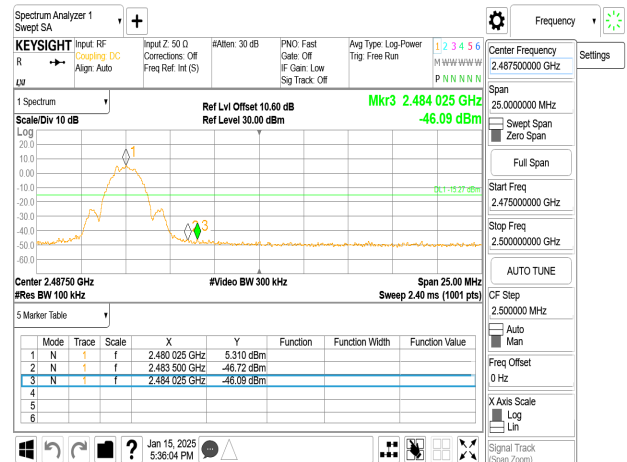 Spectrum Analyzer 1
Swept SA
Frequency
KEYSIGHT
R
Input: RF
Coupling: DC
Align: Auto
Input Z: 50 Ω
Corrections: Off
Freq Ref: Int (S)
#Atten: 30 dB
PNO: Fast
Gate: Off
IF Gain: Low
Sig Track: Off
Avg Type: Log-Power
Trig: Free Run
1 2 3 4 5 6
M W W W W W
P N N N N N
1 Spectrum
Scale/Div 10 dB
Ref Lvl Offset 10.60 dB
Ref Level 30.00 dBm
Mkr3 2.484 025 GHz
-46.09 dBm
Log
20.0
10.0
0.00
-10.0
-20.0
-30.0
-40.0
-50.0
-60.0
1
3
Center 2.48750 GHz
#Res BW 100 kHz
#Video BW 300 kHz
Span 25.00 MHz
Sweep 2.40 ms (1001 pts)
5 Marker Table
Mode Trace Scale X Y Function Function Width Function Value
1 N 1 f 2.480 025 GHz 5.310 dBm
2 N 1 f 2.483 500 GHz -46.72 dBm
3 N 1 f 2.484 025 GHz -46.09 dBm
4
5
6
?
Jan 15, 2025
5:36:04 PM
Center Frequency
2.487500000 GHz
Settings
Span
25.0000000 MHz
Swept Span
Zero Span
Full Span
Start Freq
2.475000000 GHz
Stop Freq
2.500000000 GHz
AUTO TUNE
CF Step
2.500000 MHz
Auto
Man
Freq Offset
0 Hz
X Axis Scale
Log
Lin
Signal Track
(Span Zoom)